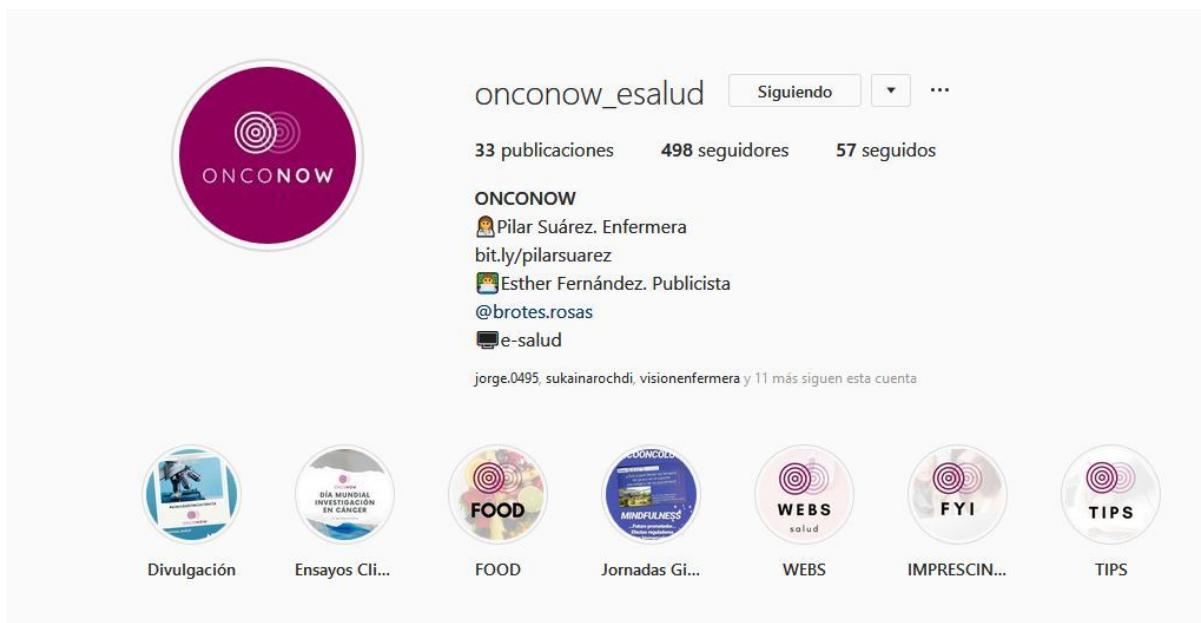 ONCONOW
onconow_esalud Siguiendo ...
33 publicaciones 498 seguidores 57 seguidos
ONCONOW
Pilar Suárez. Enfermera
bit.ly/pilarsuarez
Esther Fernández. Publicista
@brotes.rosas
e-salud
jorge.0495, sukainarochdi, visionenfermera y 11 más siguen esta cuenta
ONCONOW
DÍA MUNDIAL
INVESTIGACIÓN
EN CÁNCER
FOOD
MINDFULNESS
WEBS
salud
FYI
TIPS
Divulgación Ensayos Cli... FOOD Jornadas Gi... WEBS IMPRESCIN... TIPS